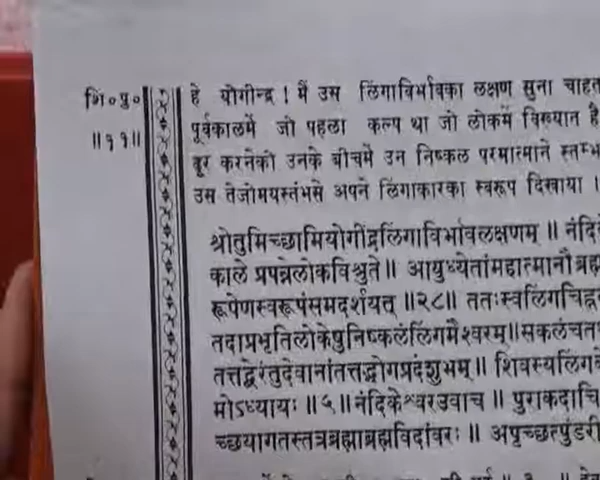 शि॰पु॰
॥११॥
हे योगीन्द्र ! मैं उस लिंगाविर्भावका लक्षण सुना चाहत
पूर्वकालमें जो पहला कल्प था जो लोकमें विख्यात है
दूर करनेको उनके बीचमें उन निष्कल परमात्माने स्तम्भ
उस तेजोमयस्तंभसे अपने लिंगाकारका स्वरूप दिखाया ।
श्रोतुमिच्छामियोगींद्रलिंगाविर्भावलक्षणम् ॥ नंदिके
काले प्रपन्नेलोकविश्रुते ॥ आयुध्येतांमहात्मानौब्रह्म
रूपेणस्वरूपंसमदर्शयत् ॥२८॥ ततःस्वलिंगचिह्न
तदाप्रभृतिलोकेषुनिष्कलंलिंगमैश्वरम्॥सकलंचत
तत्तद्बेरंतुदेवानांतत्तद्भोगप्रदंशुभम् ॥ शिवस्यलिंगबे
मोऽध्यायः ॥५॥ नंदिकेश्वरउवाच ॥ पुराकदाचि
च्छयागतस्तत्रब्रह्माब्रह्मविदांवरः ॥ अपृच्छत्पुंडरी